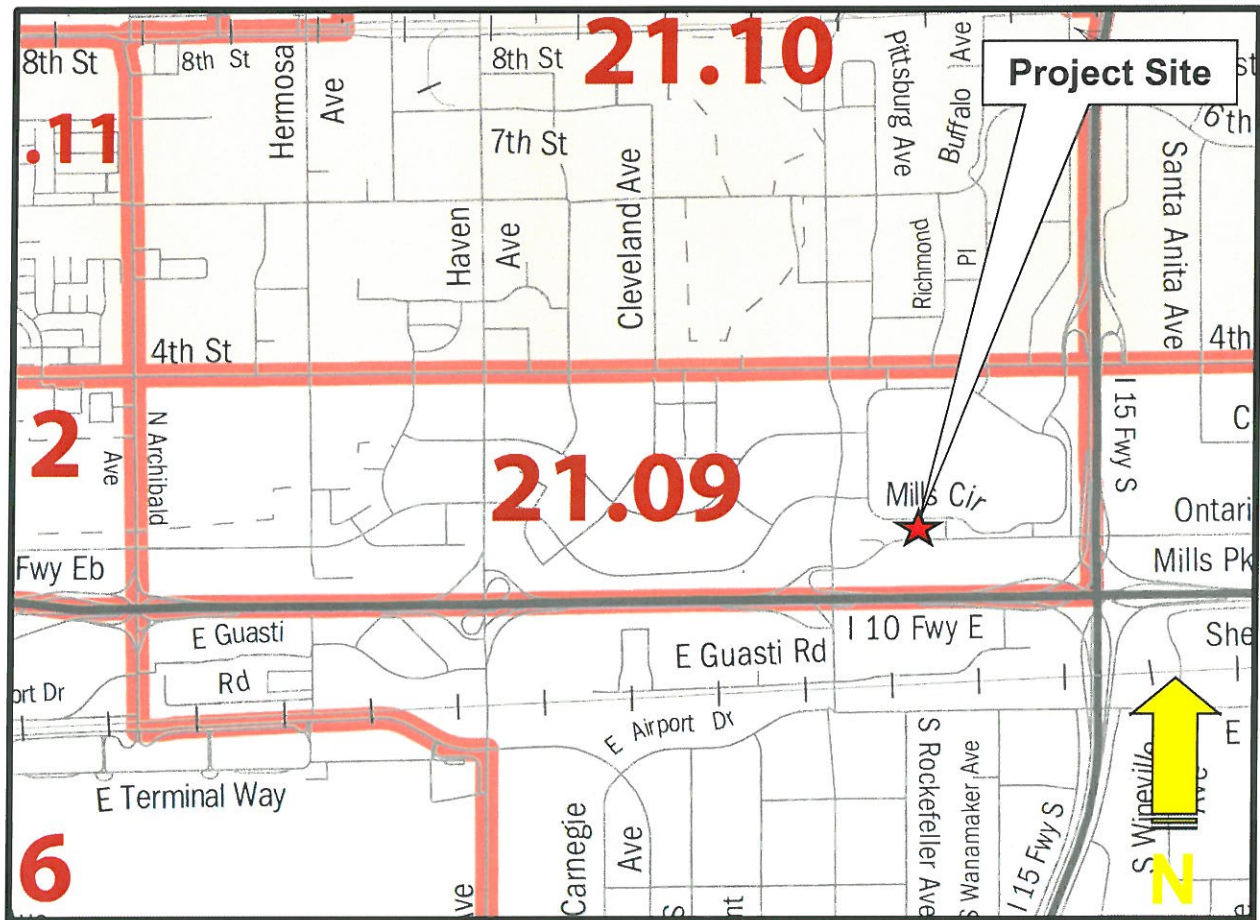 21.10
8th St
8th St
8th St
Hermosa
Ave
Pittsburg Ave
Buffalo Ave
Project Site
.11
7th St
6th
Santa Anita Ave
Cleveland Ave
Haven
Ave
Richmond
Pl
4th St
4th
2
N Archibald
Ave
21.09
Mills Cir
I 15 Fwy S
C
Ontari
Mills Pk
Fwy Eb
I 10 Fwy E
E Guasti
Rd
E Guasti Rd
She
ort Dr
E Airport Dr
E Terminal Way
S Rockefeller Ave
S Wanamaker Ave
I 15 Fwy S
E
6
Carnegie
Ave
Ave
S
nt
N